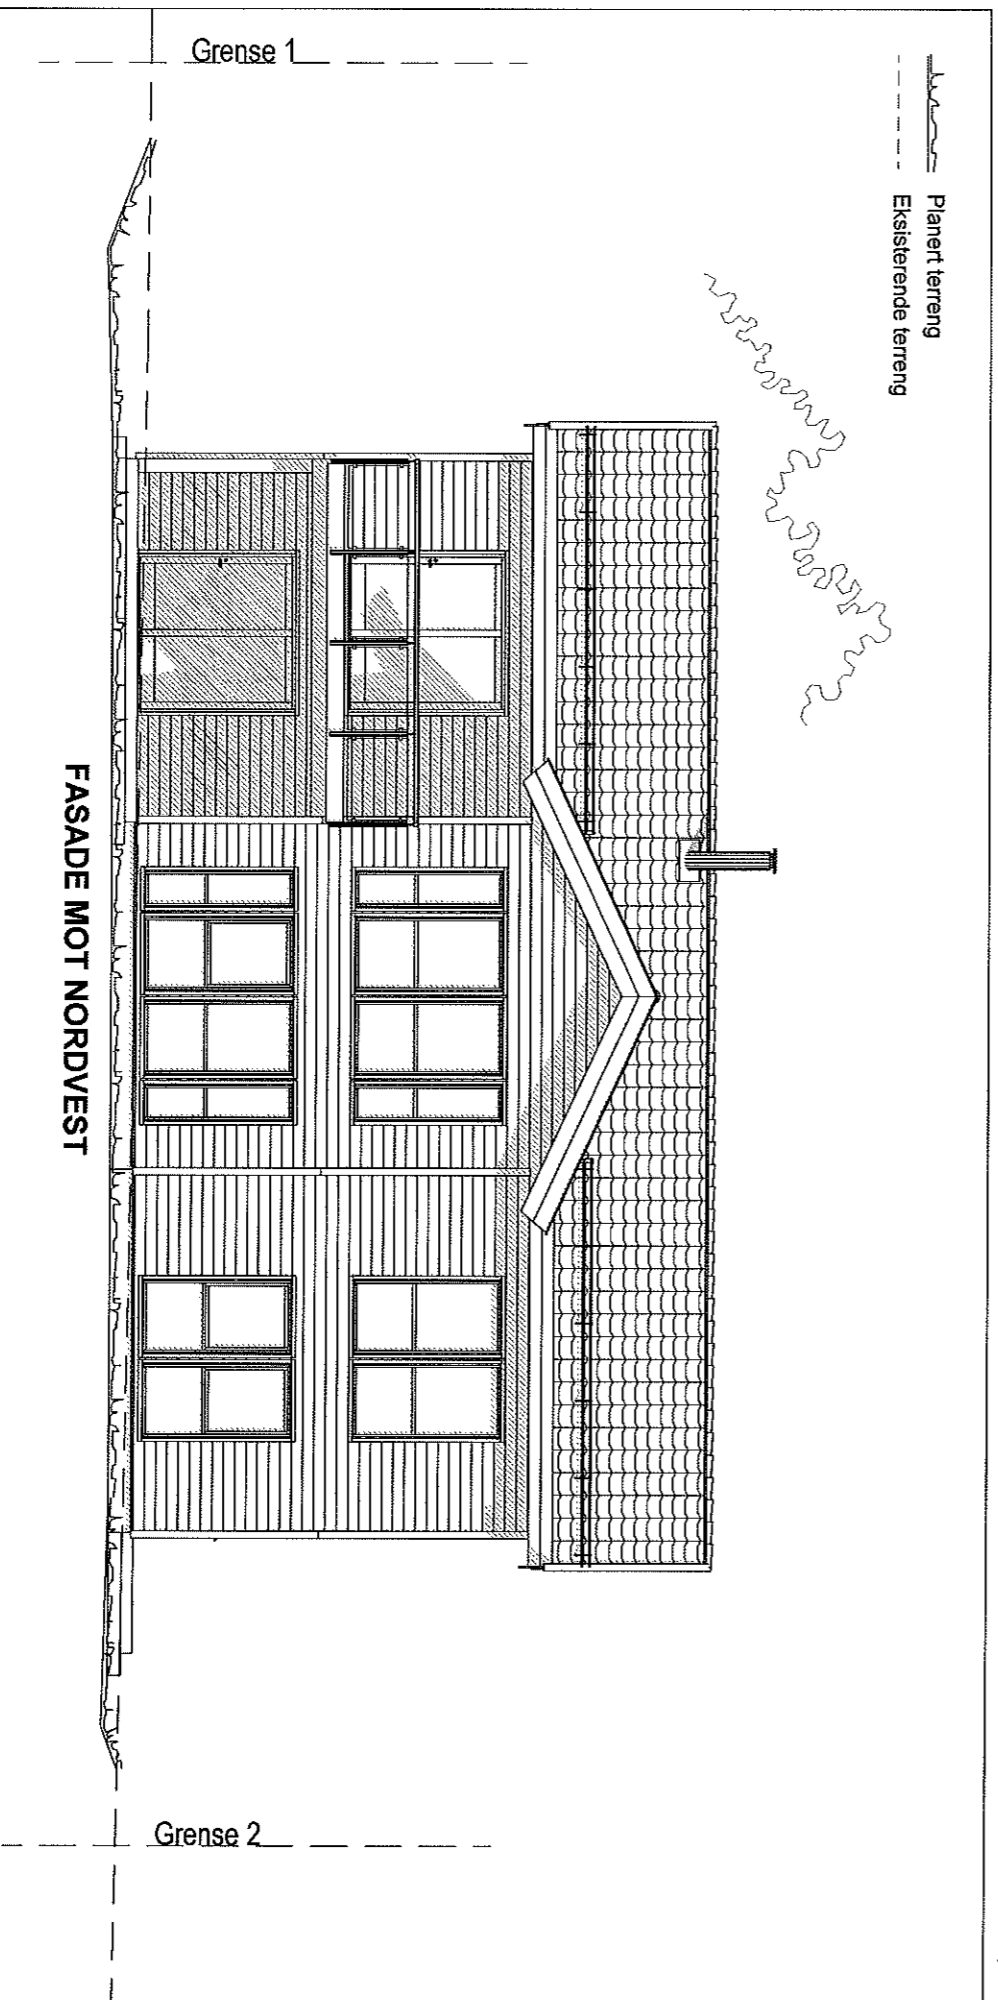 Planert terreng
Eksisterende terreng
Grense 1
Grense 2
FASADE MOT NORDVEST